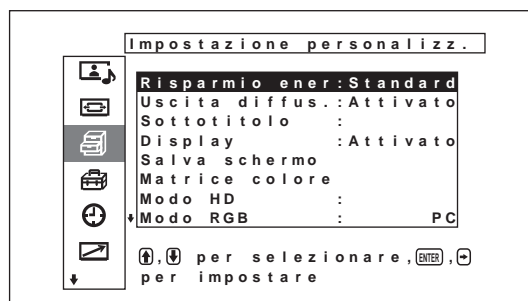 Impostazione personalizz.
Risparmio ener:Standard
Uscita diffus.:Attivato
Sottotitolo :
Display :Attivato
Salva schermo
Matrice colore
Modo HD :
Modo RGB : PC
, per selezionare, ENTER ,
per impostare